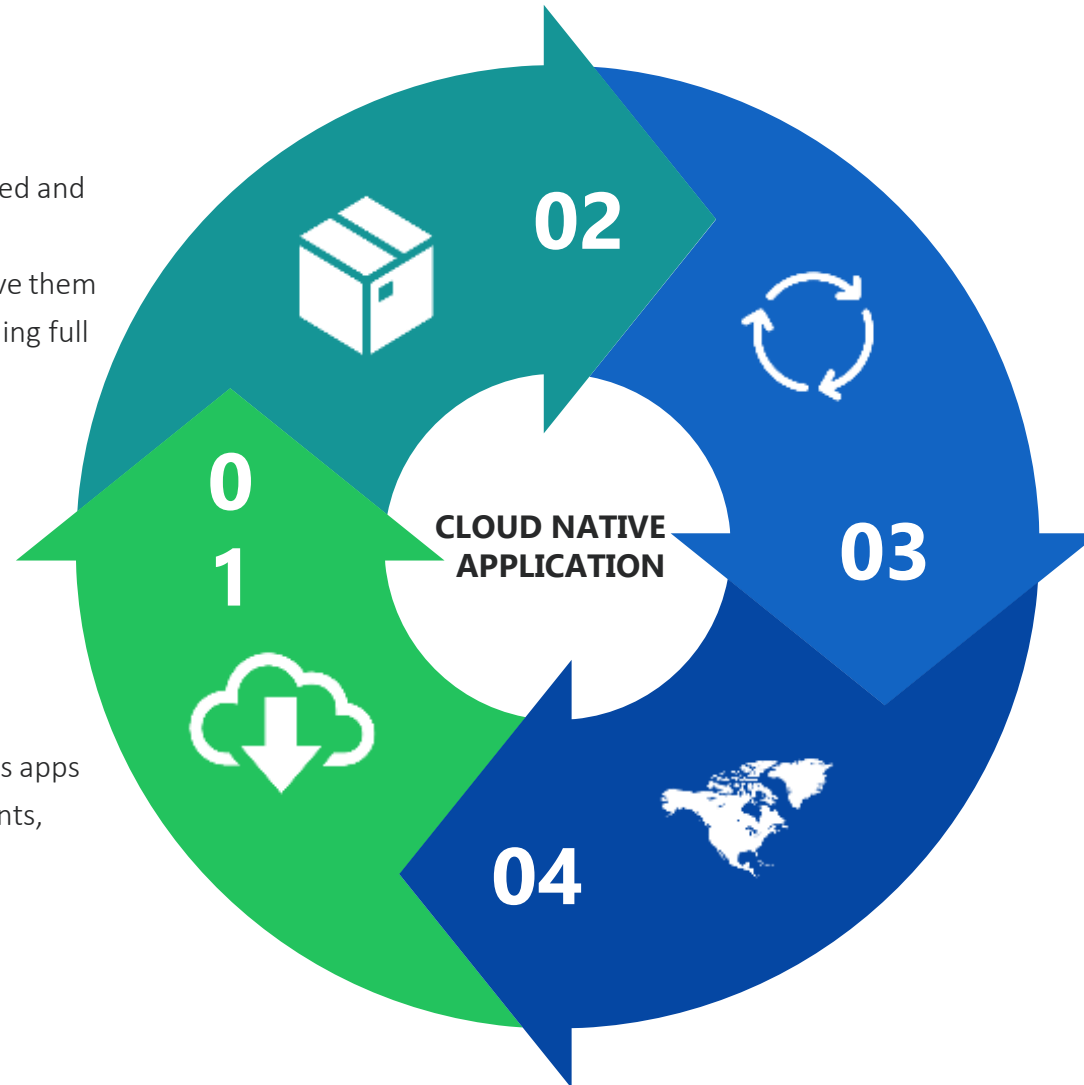 ed and
ve them
ing full
02
0
1
CLOUD NATIVE
APPLICATION
03
s apps
nts,
04